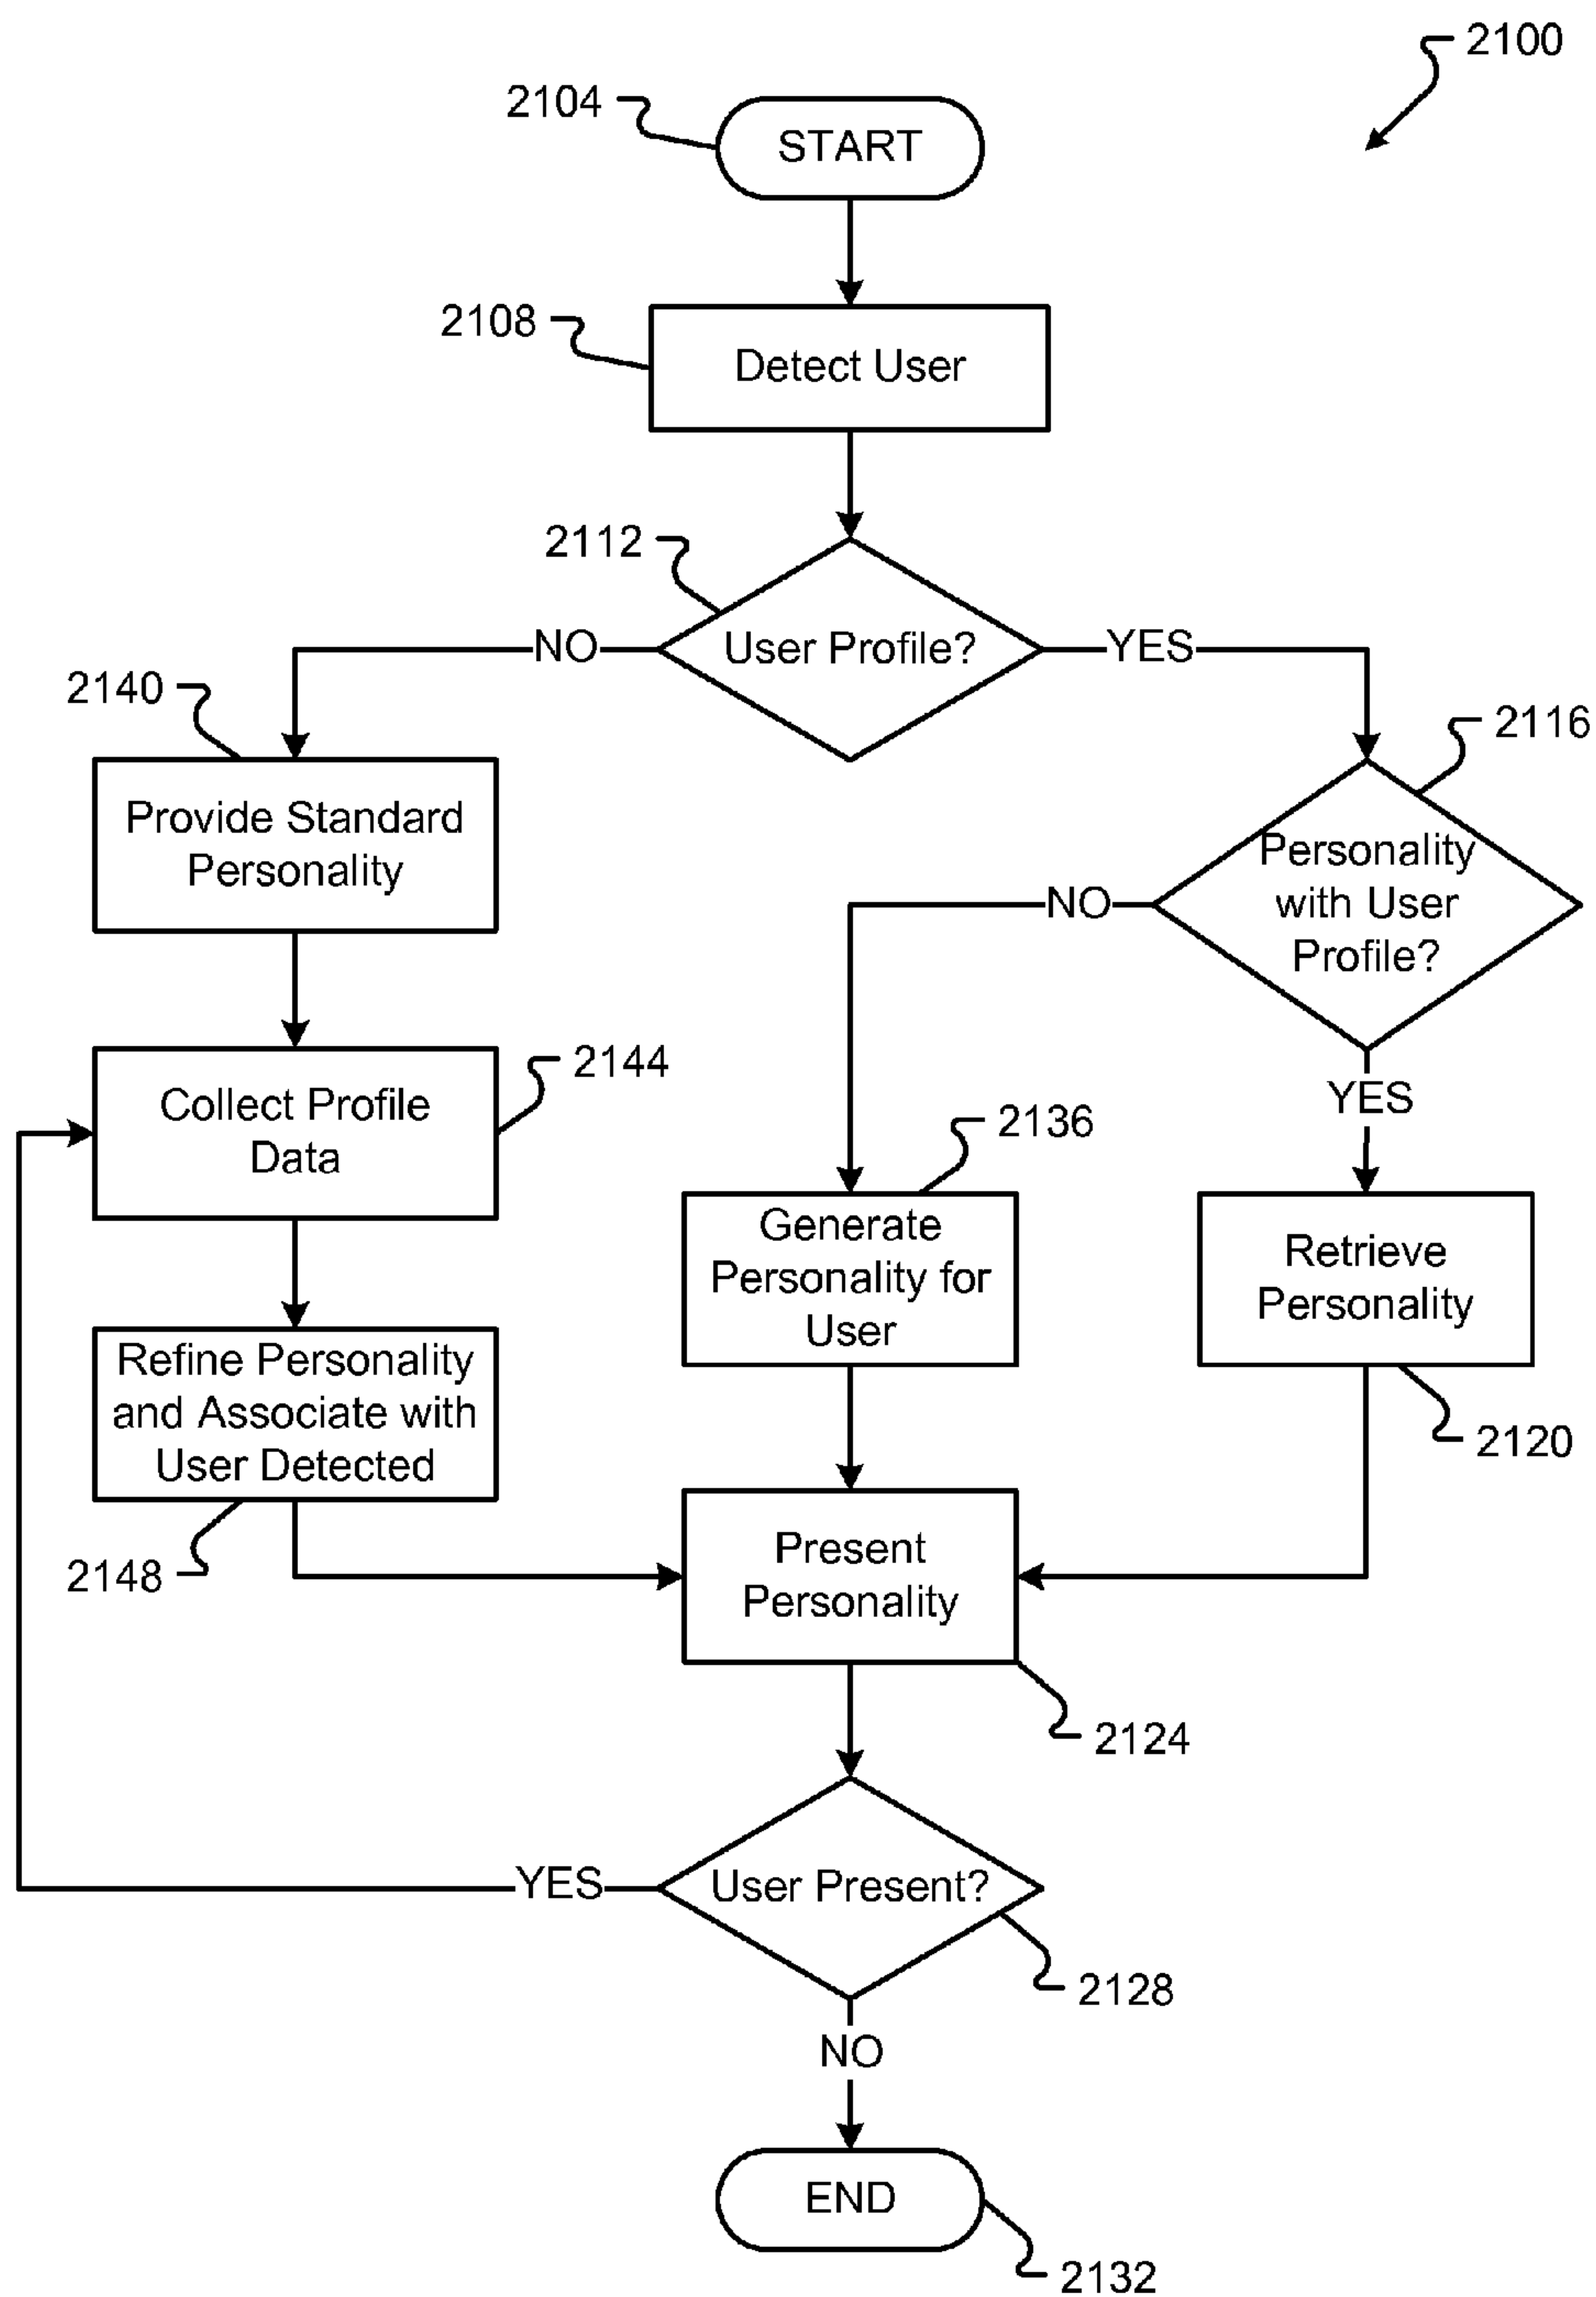 2100
2104
START
2108
Detect User
2112
User Profile?
NO
YES
2140
2116
Provide Standard
Personality
Personality
with User
Profile?
NO
YES
2144
Collect Profile
Data
2136
Generate
Personality for
User
Retrieve
Personality
2120
Refine Personality
and Associate with
User Detected
2148
Present
Personality
2124
User Present?
YES
2128
NO
END
2132